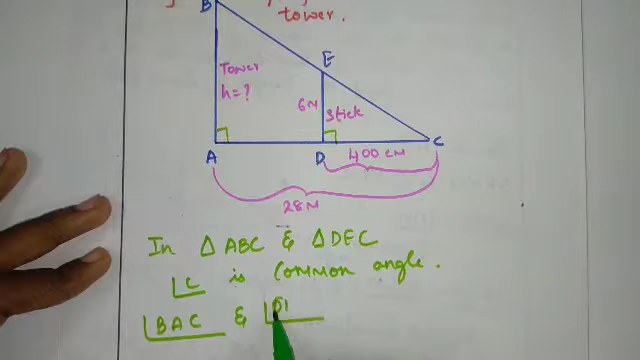 tower.
B
E
Tower
h=?
6M
Stick
A
D
C
400 CM
28M
In △ ABC & △DEC
∠C is Common angle.
∠BAC & ∠